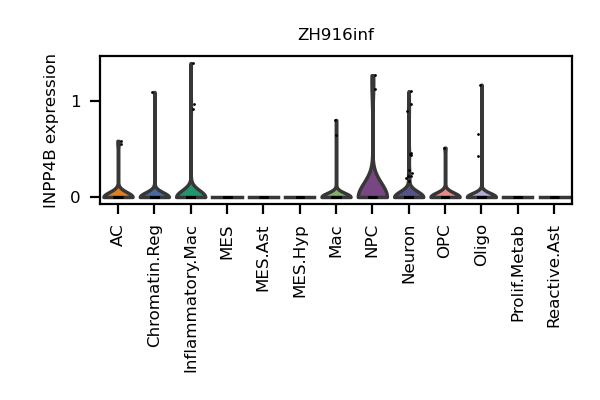 ZH916inf
INPP4B expression
1
0
AC
Chromatin.Reg
Inflammatory.Mac
MES
MES.Ast
MES.Hyp
Mac
NPC
Neuron
OPC
Oligo
Prolif.Metab
Reactive.Ast